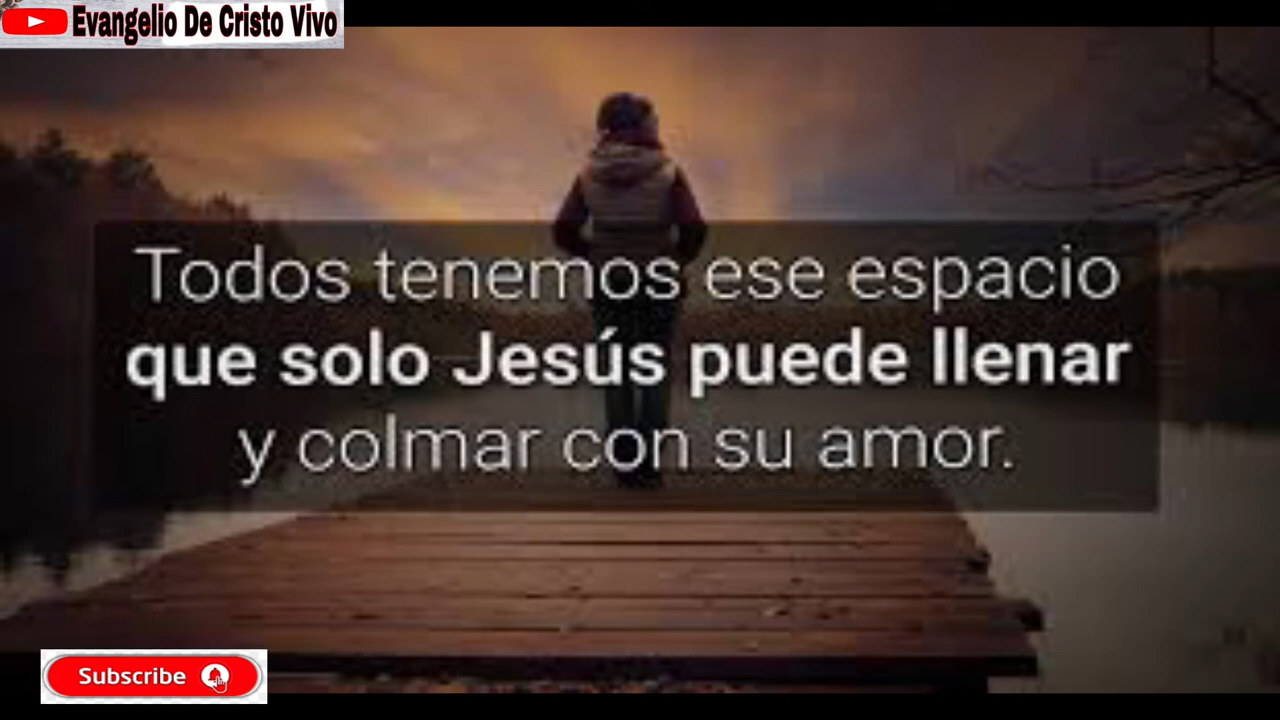 Evangelio De Cristo Vivo
Todos tenemos ese espacio
que solo Jesús puede llenar
y colmar con su amor.
Subscribe